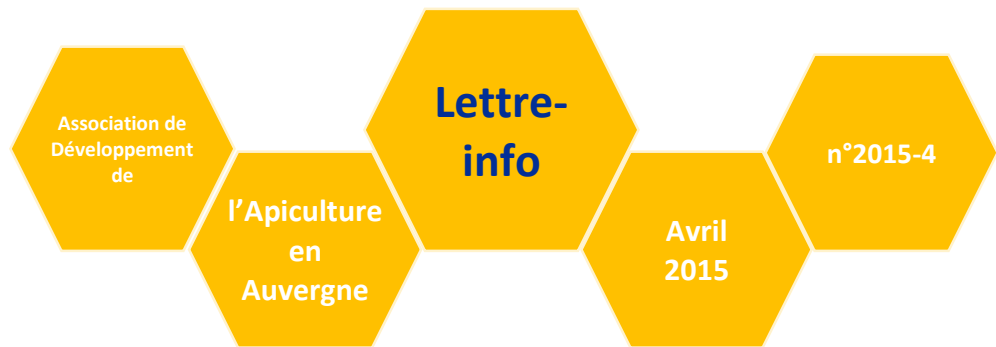 Association de
Développement
de
l’Apiculture
en
Auvergne
Lettre-
info
Avril
2015
n°2015-4